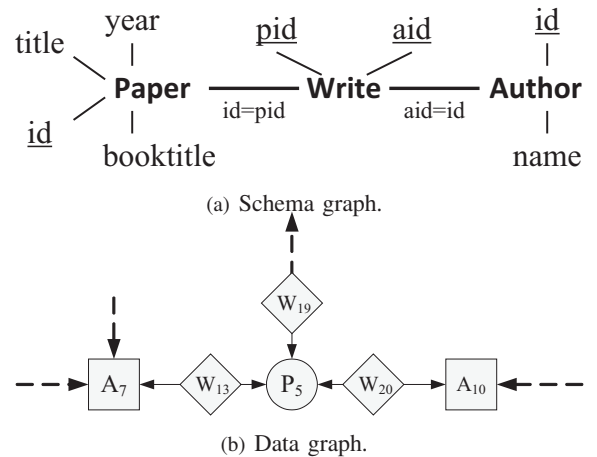 year
title
pid
aid
id
Paper
Write
Author
id=pid
aid=id
id
booktitle
name
(a) Schema graph.
W19
A7
W13
P5
W20
A10
(b) Data graph.